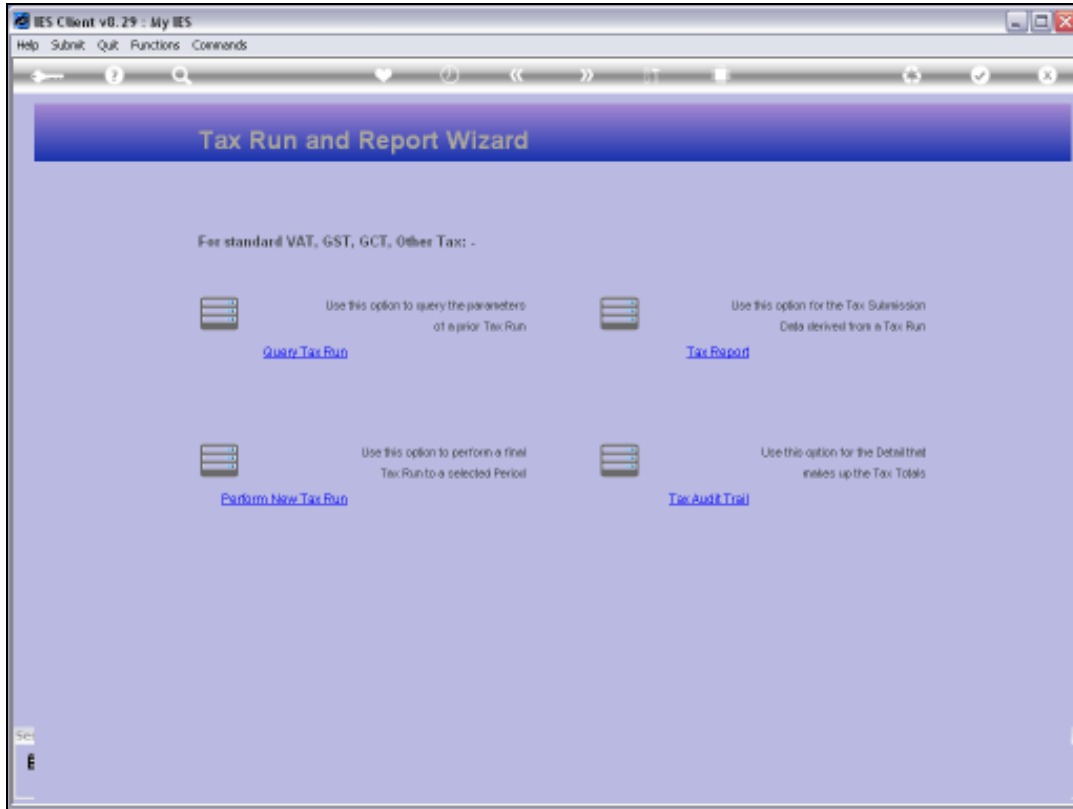 IES Client v8.29 : My IES
Help Submit Quit Functions Commands
Tax Run and Report Wizard
For standard VAT, GST, GCT, Other Tax: -
Use this option to query the parameters
of a prior Tax Run
Query Tax Run
Use this option for the Tax Submission
Data derived from a Tax Run
Tax Report
Use this option to perform a final
Tax Run to a selected Period
Perform New Tax Run
Use this option for the Detail that
makes up the Tax Totals
Tax Audit Trail